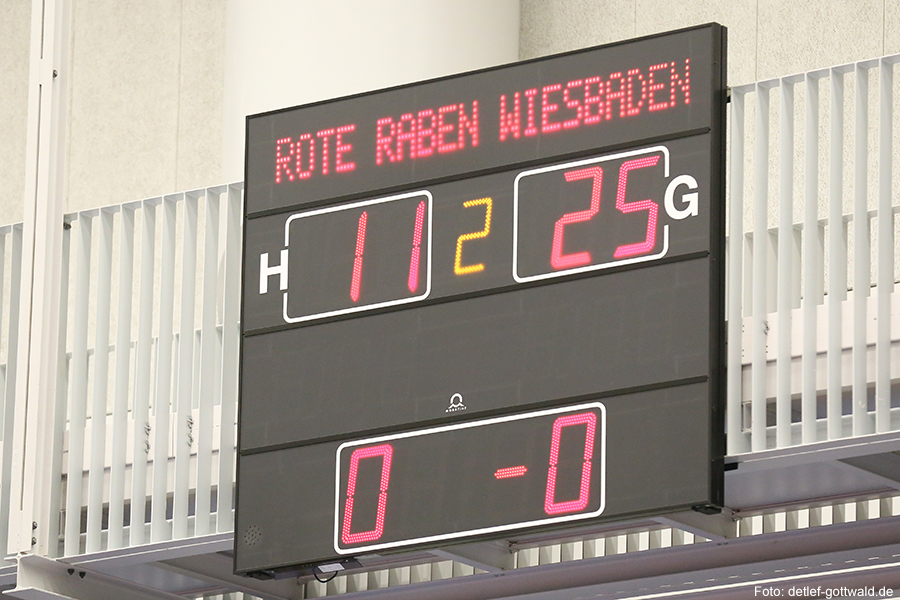 ROTE RABEN WIESBADEN
H 11 2 25 G
0 - 0
Foto: detlef-gottwald.de